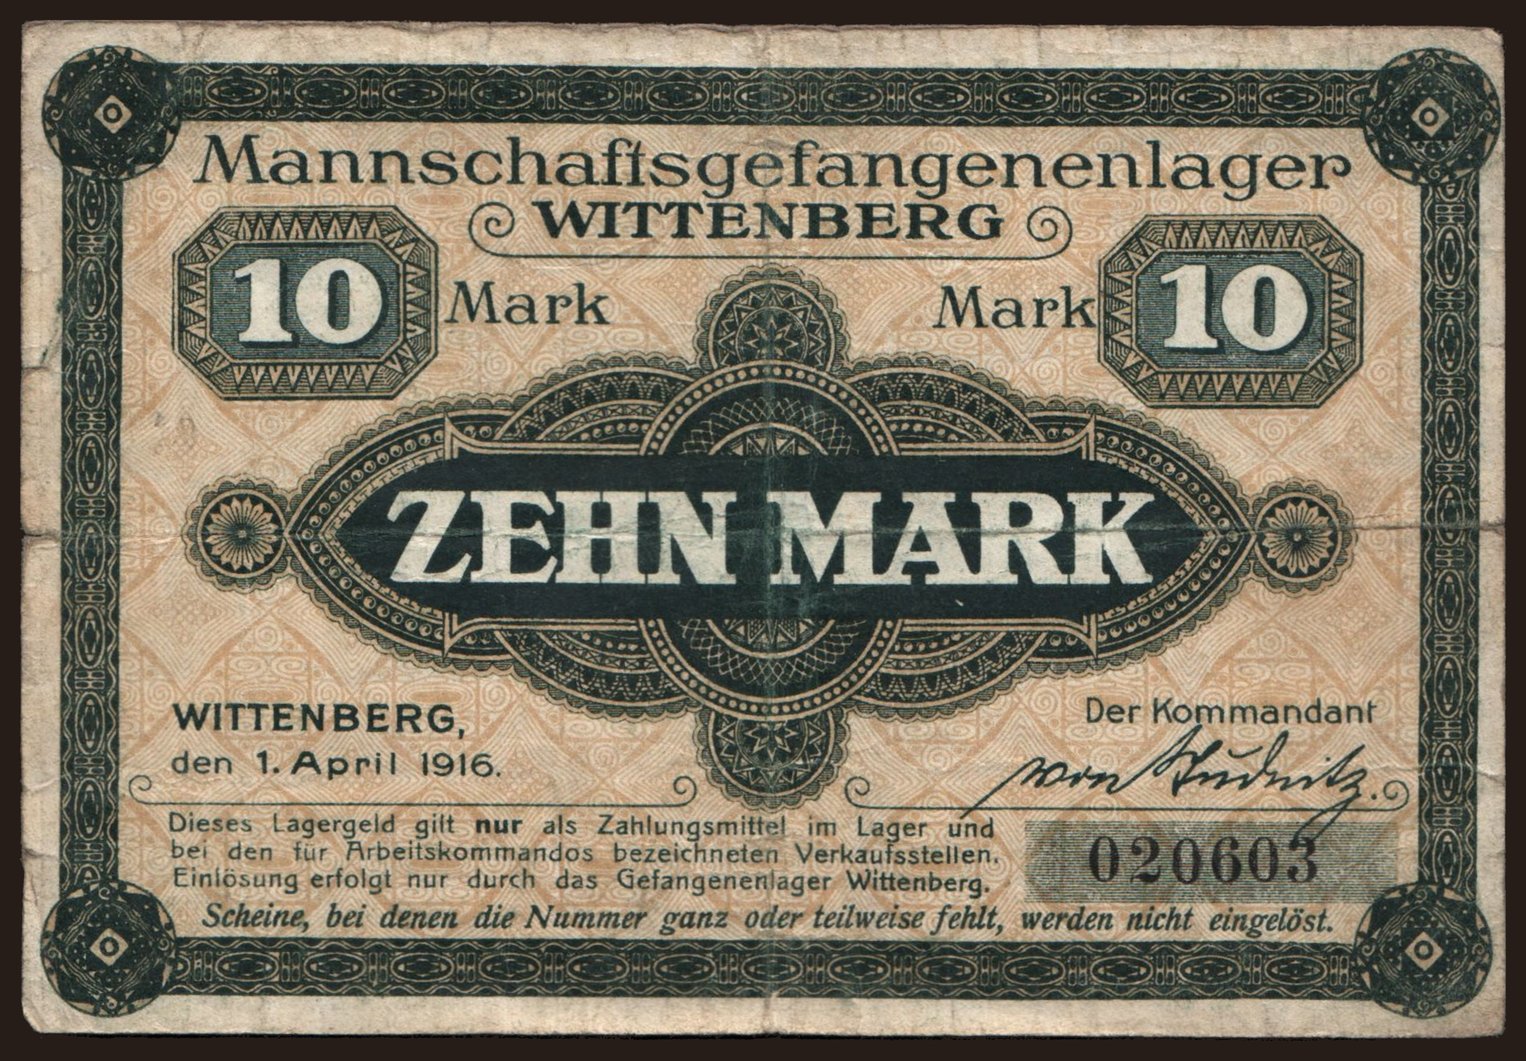 Mannschaftsgefangenenlager
WITTENBERG
10 Mark Mark 10
ZEHN MARK
WITTENBERG,
den 1. April 1916.
Der Kommandant
von Studnitz.
Dieses Lagergeld gilt nur als Zahlungsmittel im Lager und
bei den für Arbeitskommandos bezeichneten Verkaufsstellen.
Einlösung erfolgt nur durch das Gefangenenlager Wittenberg.
020603
Scheine, bei denen die Nummer ganz oder teilweise fehlt, werden nicht eingelöst.